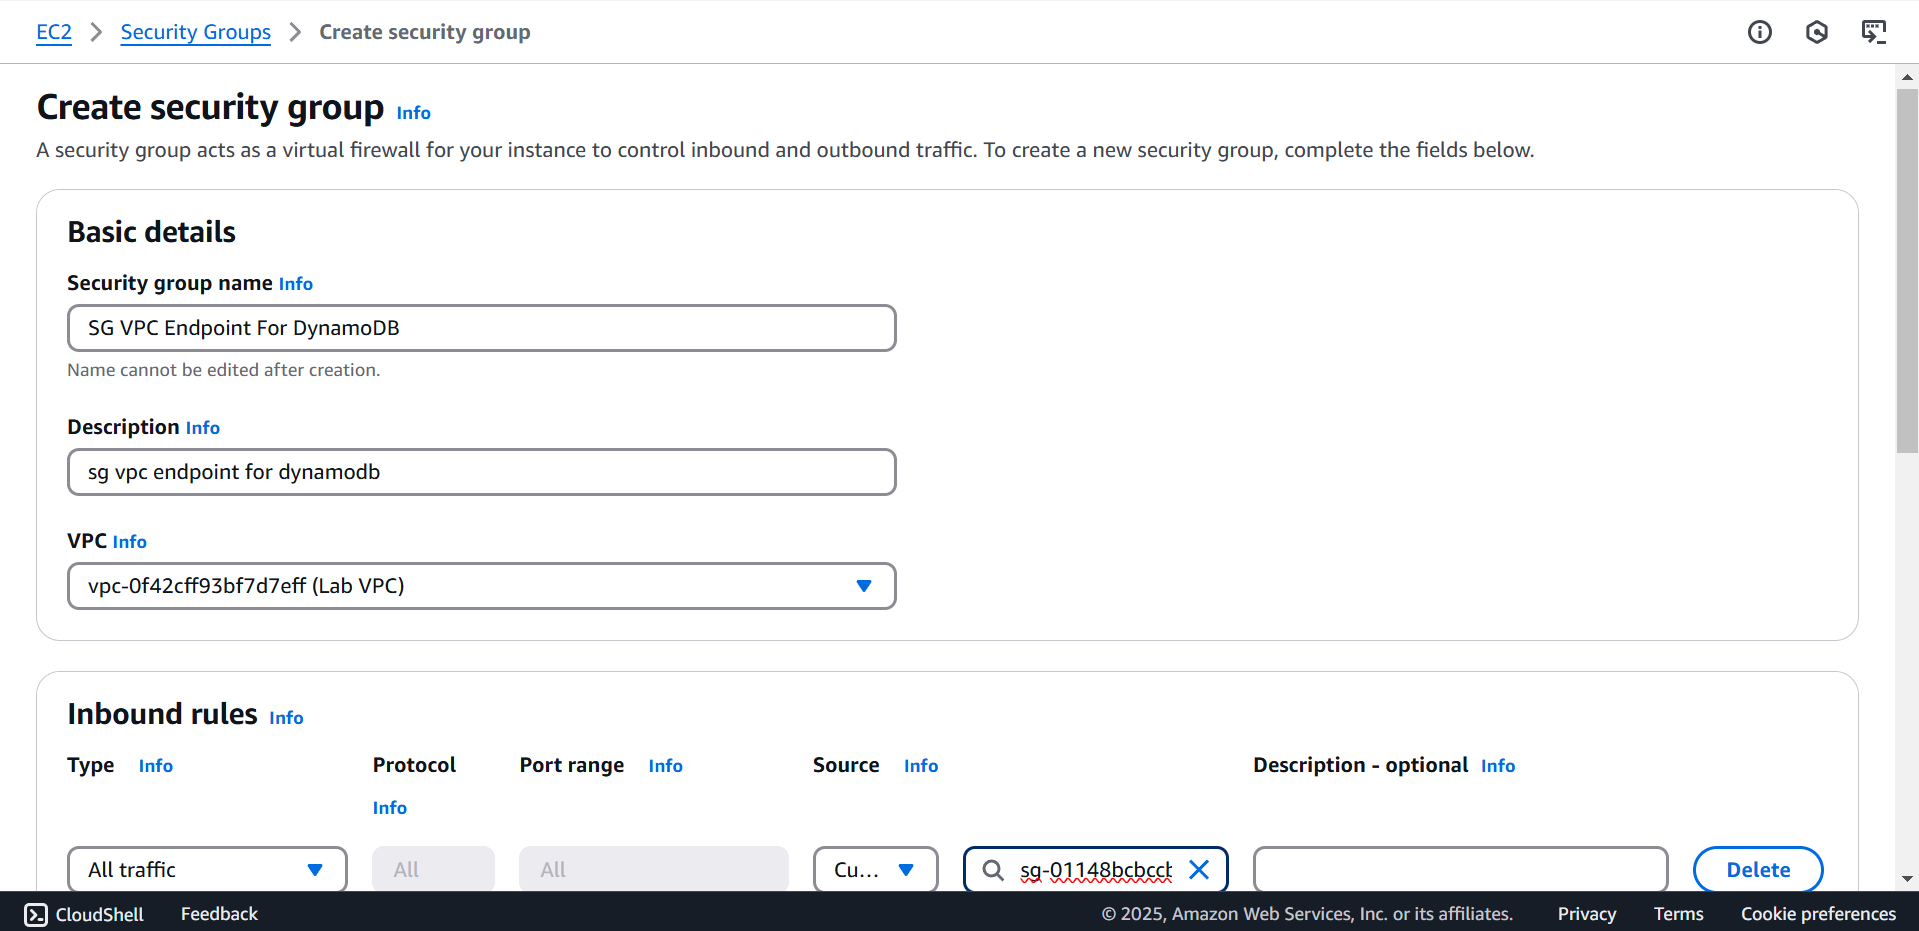 EC2 Security Groups Create security group
Create security group Info
A security group acts as a virtual firewall for your instance to control inbound and outbound traffic. To create a new security group, complete the fields below.
Basic details
Security group name Info
SG VPC Endpoint For DynamoDB
Name cannot be edited after creation.
Description Info
sg vpc endpoint for dynamodb
VPC Info
vpc-0f42cff93bf7d7eff (Lab VPC)
Inbound rules Info
Type Info Protocol Info Port range Info Source Info Description - optional Info
All traffic All All Cu... sg-01148bcbcc Delete
CloudShell Feedback © 2025, Amazon Web Services, Inc. or its affiliates. Privacy Terms Cookie preferences